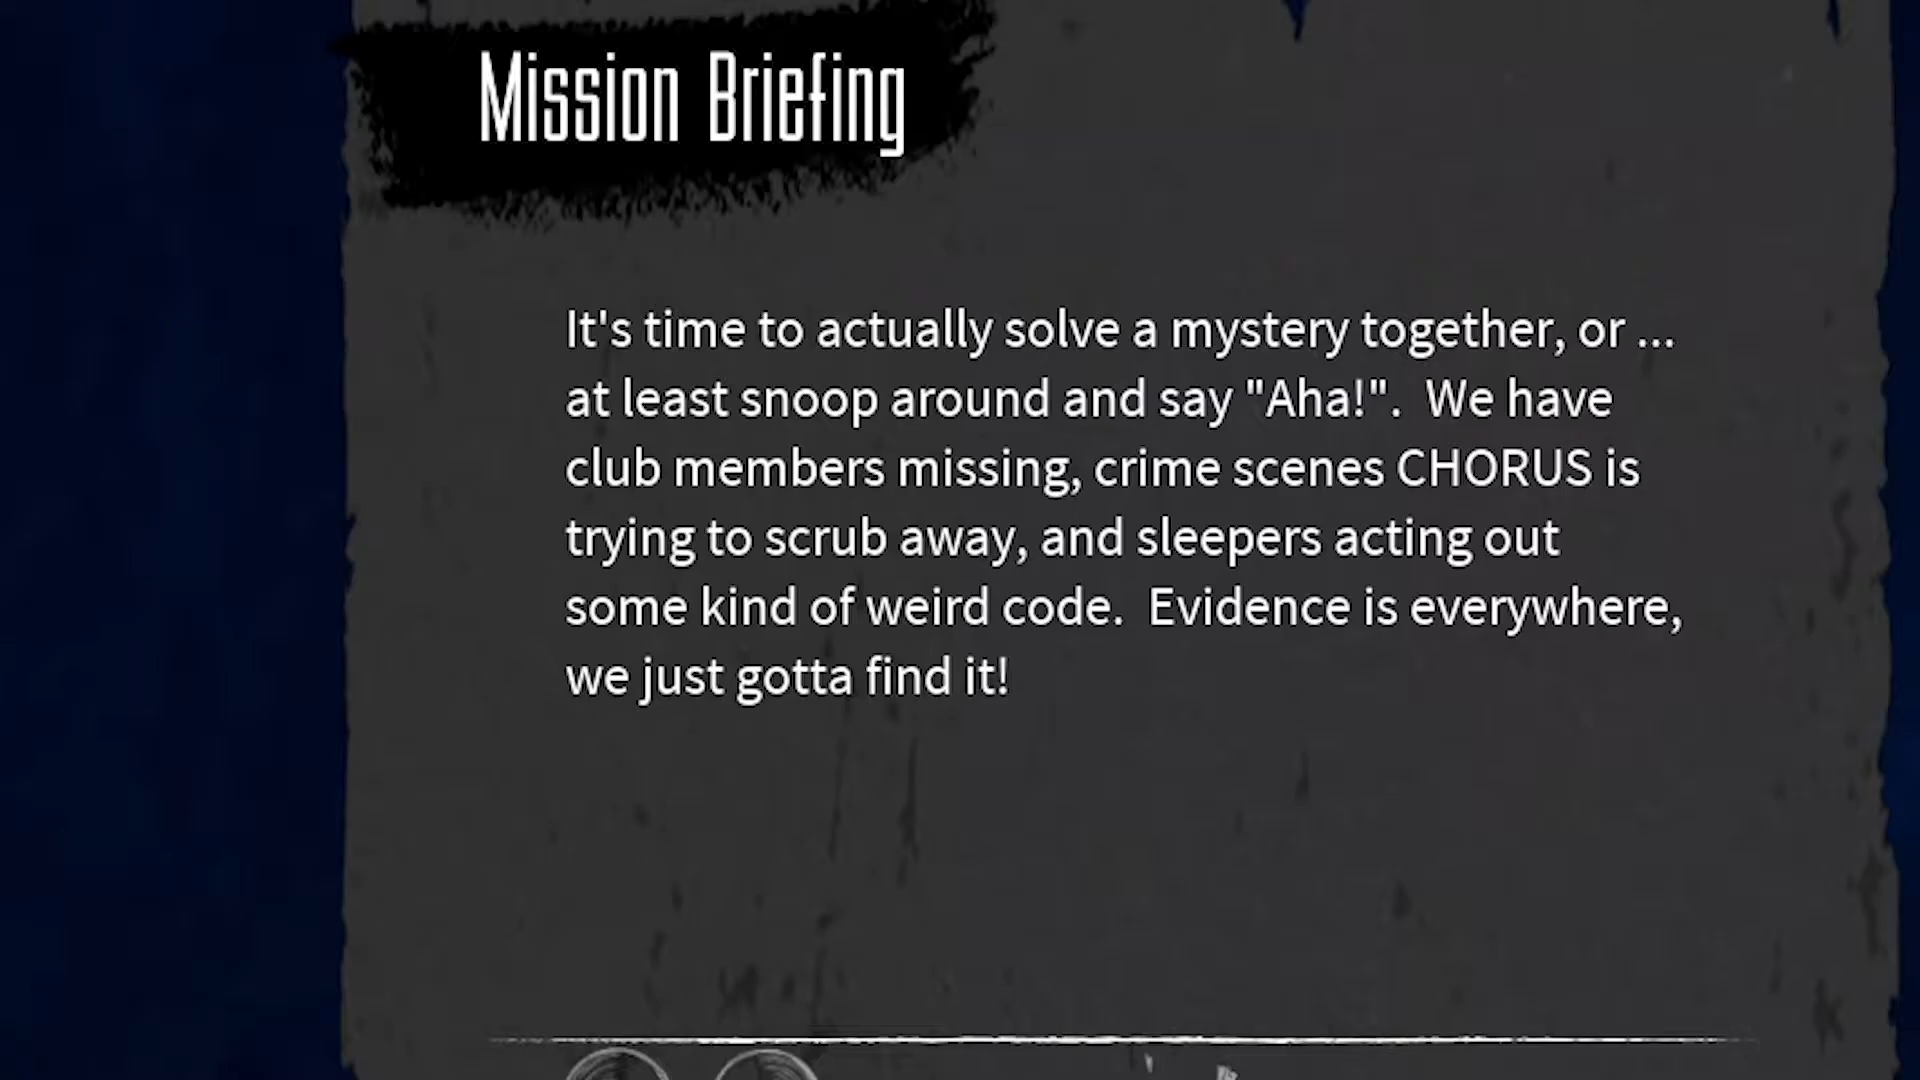 Mission Briefing
It's time to actually solve a mystery together, or ...
at least snoop around and say "Aha!".  We have
club members missing, crime scenes CHORUS is
trying to scrub away, and sleepers acting out
some kind of weird code.  Evidence is everywhere,
we just gotta find it!